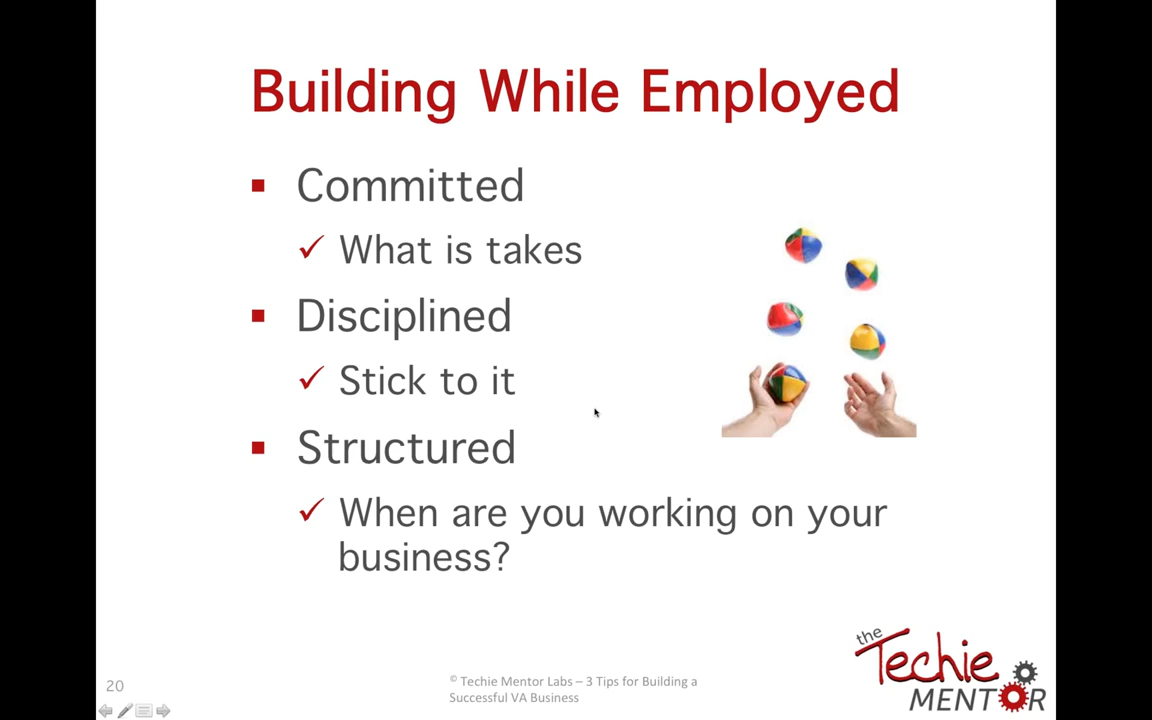 Building While Employed
Committed
What is takes
Disciplined
Stick to it
Structured
When are you working on your
business?
20
© Techie Mentor Labs – 3 Tips for Building a
Successful VA Business
the
Techie
MENTOR